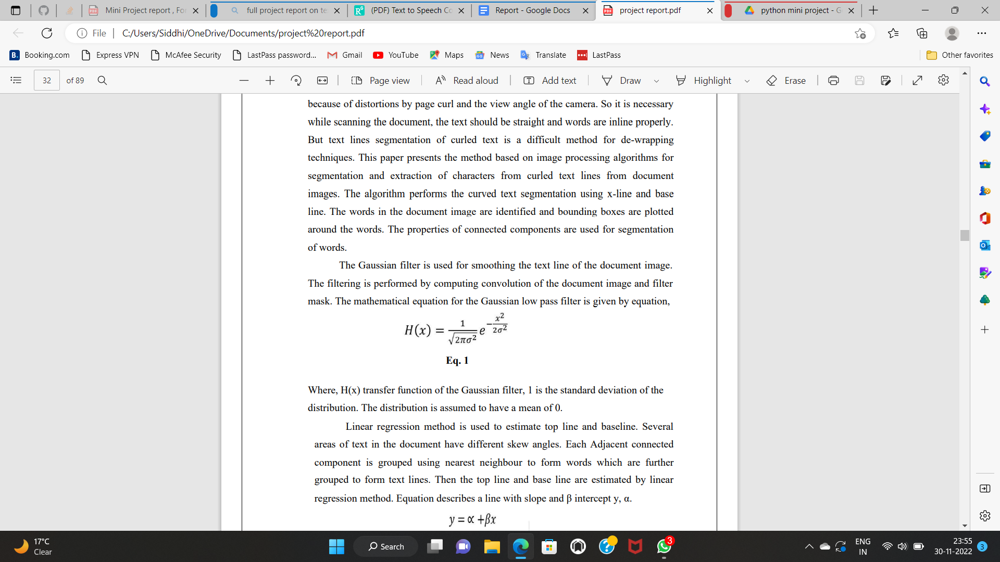 Mini Project report , Fo
full project report on te
(PDF) Text to Speech Co
Report - Google Docs
project report.pdf
python mini project - G
File
C:/Users/Siddhi/OneDrive/Documents/project%20report.pdf
Booking.com
Express VPN
McAfee Security
LastPass password...
Gmail
YouTube
Maps
News
Translate
LastPass
Other favorites
32 of 89
Page view
Read aloud
Add text
Draw
Highlight
Erase
because of distortions by page curl and the view angle of the camera. So it is necessary
while scanning the document, the text should be straight and words are inline properly.
But text lines segmentation of curled text is a difficult method for de-wrapping
techniques. This paper presents the method based on image processing algorithms for
segmentation and extraction of characters from curled text lines from document
images. The algorithm performs the curved text segmentation using x-line and base
line. The words in the document image are identified and bounding boxes are plotted
around the words. The properties of connected components are used for segmentation
of words.
The Gaussian filter is used for smoothing the text line of the document image.
The filtering is performed by computing convolution of the document image and filter
mask. The mathematical equation for the Gaussian low pass filter is given by equation,
H(x) = 1/√(2πσ²) e^(-x²/2σ²)
Eq. 1
Where, H(x) transfer function of the Gaussian filter, 1 is the standard deviation of the
distribution. The distribution is assumed to have a mean of 0.
Linear regression method is used to estimate top line and baseline. Several
areas of text in the document have different skew angles. Each Adjacent connected
component is grouped using nearest neighbour to form words which are further
grouped to form text lines. Then the top line and base line are estimated by linear
regression method. Equation describes a line with slope and β intercept y, α.
y = ∝ +βx
17°C
Clear
Search
3
ENG
IN
23:55
30-11-2022
3